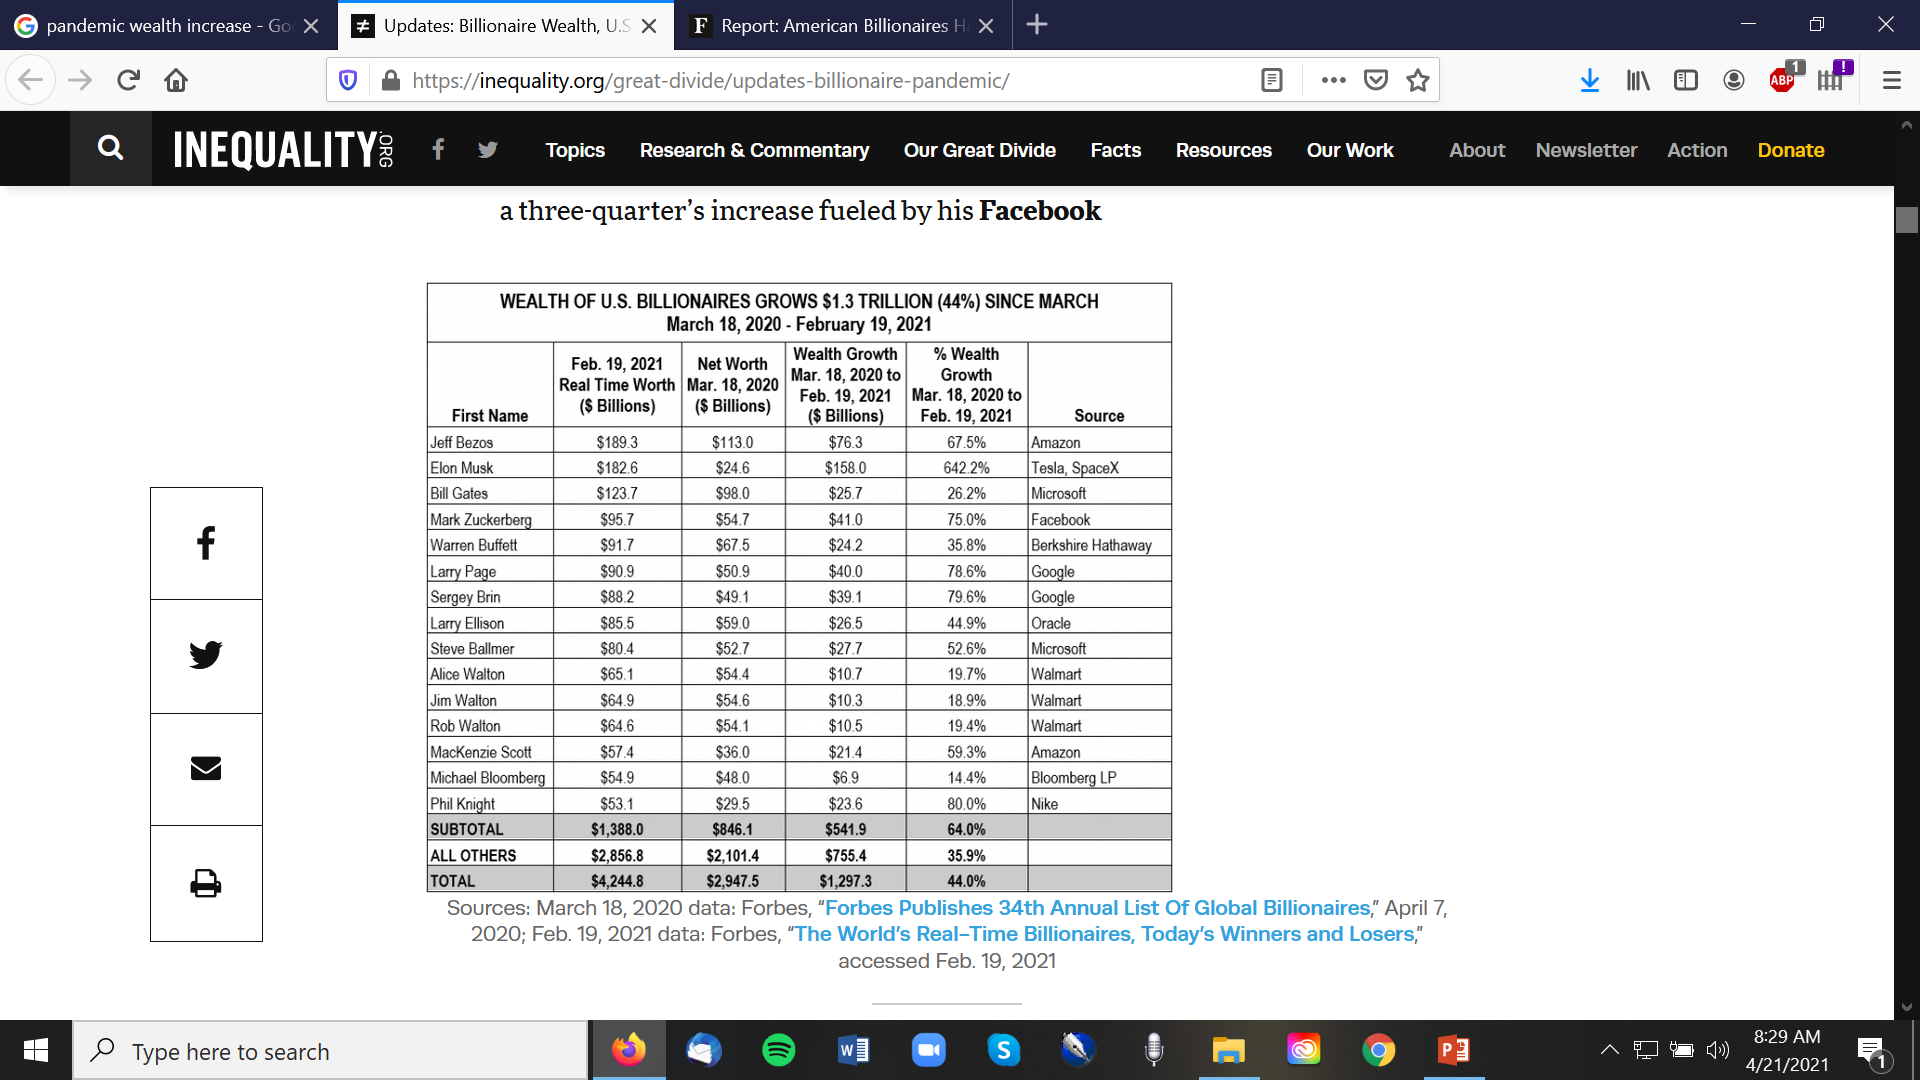 pandemic wealth increase - Go
Updates: Billionaire Wealth, U.S
Report: American Billionaires H
https://inequality.org/great-divide/updates-billionaire-pandemic/
ABP 1 !
INEQUALITY.ORG Topics Research & Commentary Our Great Divide Facts Resources Our Work About Newsletter Action Donate
a three-quarter’s increase fueled by his Facebook
WEALTH OF U.S. BILLIONAIRES GROWS $1.3 TRILLION (44%) SINCE MARCH
March 18, 2020 - February 19, 2021
First Name | Feb. 19, 2021 Real Time Worth ($ Billions) | Net Worth Mar. 18, 2020 ($ Billions) | Wealth Growth Mar. 18, 2020 to Feb. 19, 2021 ($ Billions) | % Wealth Growth Mar. 18, 2020 to Feb. 19, 2021 | Source
Jeff Bezos $189.3 $113.0 $76.3 67.5% Amazon
Elon Musk $182.6 $24.6 $158.0 642.2% Tesla, SpaceX
Bill Gates $123.7 $98.0 $25.7 26.2% Microsoft
Mark Zuckerberg $95.7 $54.7 $41.0 75.0% Facebook
Warren Buffett $91.7 $67.5 $24.2 35.8% Berkshire Hathaway
Larry Page $90.9 $50.9 $40.0 78.6% Google
Sergey Brin $88.2 $49.1 $39.1 79.6% Google
Larry Ellison $85.5 $59.0 $26.5 44.9% Oracle
Steve Ballmer $80.4 $52.7 $27.7 52.6% Microsoft
Alice Walton $65.1 $54.4 $10.7 19.7% Walmart
Jim Walton $64.9 $54.6 $10.3 18.9% Walmart
Rob Walton $64.6 $54.1 $10.5 19.4% Walmart
MacKenzie Scott $57.4 $36.0 $21.4 59.3% Amazon
Michael Bloomberg $54.9 $48.0 $6.9 14.4% Bloomberg LP
Phil Knight $53.1 $29.5 $23.6 80.0% Nike
SUBTOTAL $1,388.0 $846.1 $541.9 64.0%
ALL OTHERS $2,856.8 $2,101.4 $755.4 35.9%
TOTAL $4,244.8 $2,947.5 $1,297.3 44.0%
Sources: March 18, 2020 data: Forbes, “Forbes Publishes 34th Annual List Of Global Billionaires,” April 7,
2020; Feb. 19, 2021 data: Forbes, “The World’s Real-Time Billionaires, Today’s Winners and Losers,”
accessed Feb. 19, 2021
Type here to search
8:29 AM
4/21/2021
1